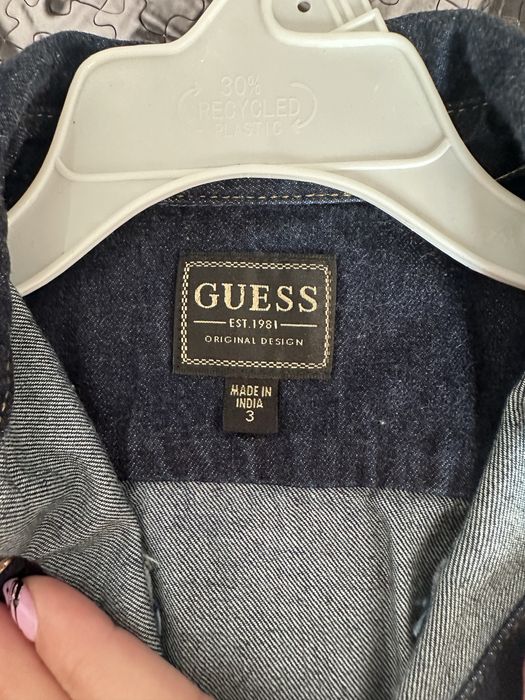 30%
RECYCLED
PLASTIC
GUESS
EST.1981
ORIGINAL DESIGN
MADE IN
INDIA
3